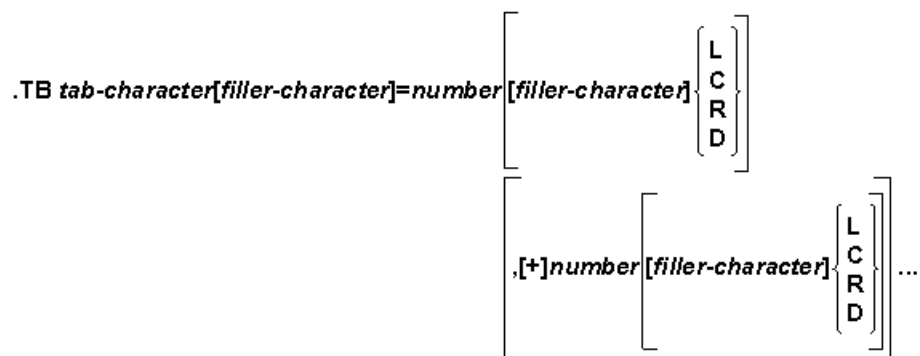 .TB tab-character[filler-character]=number[[filler-character]{L
C
R
D}]
[,[+]number[[filler-character]{L
C
R
D}]]...